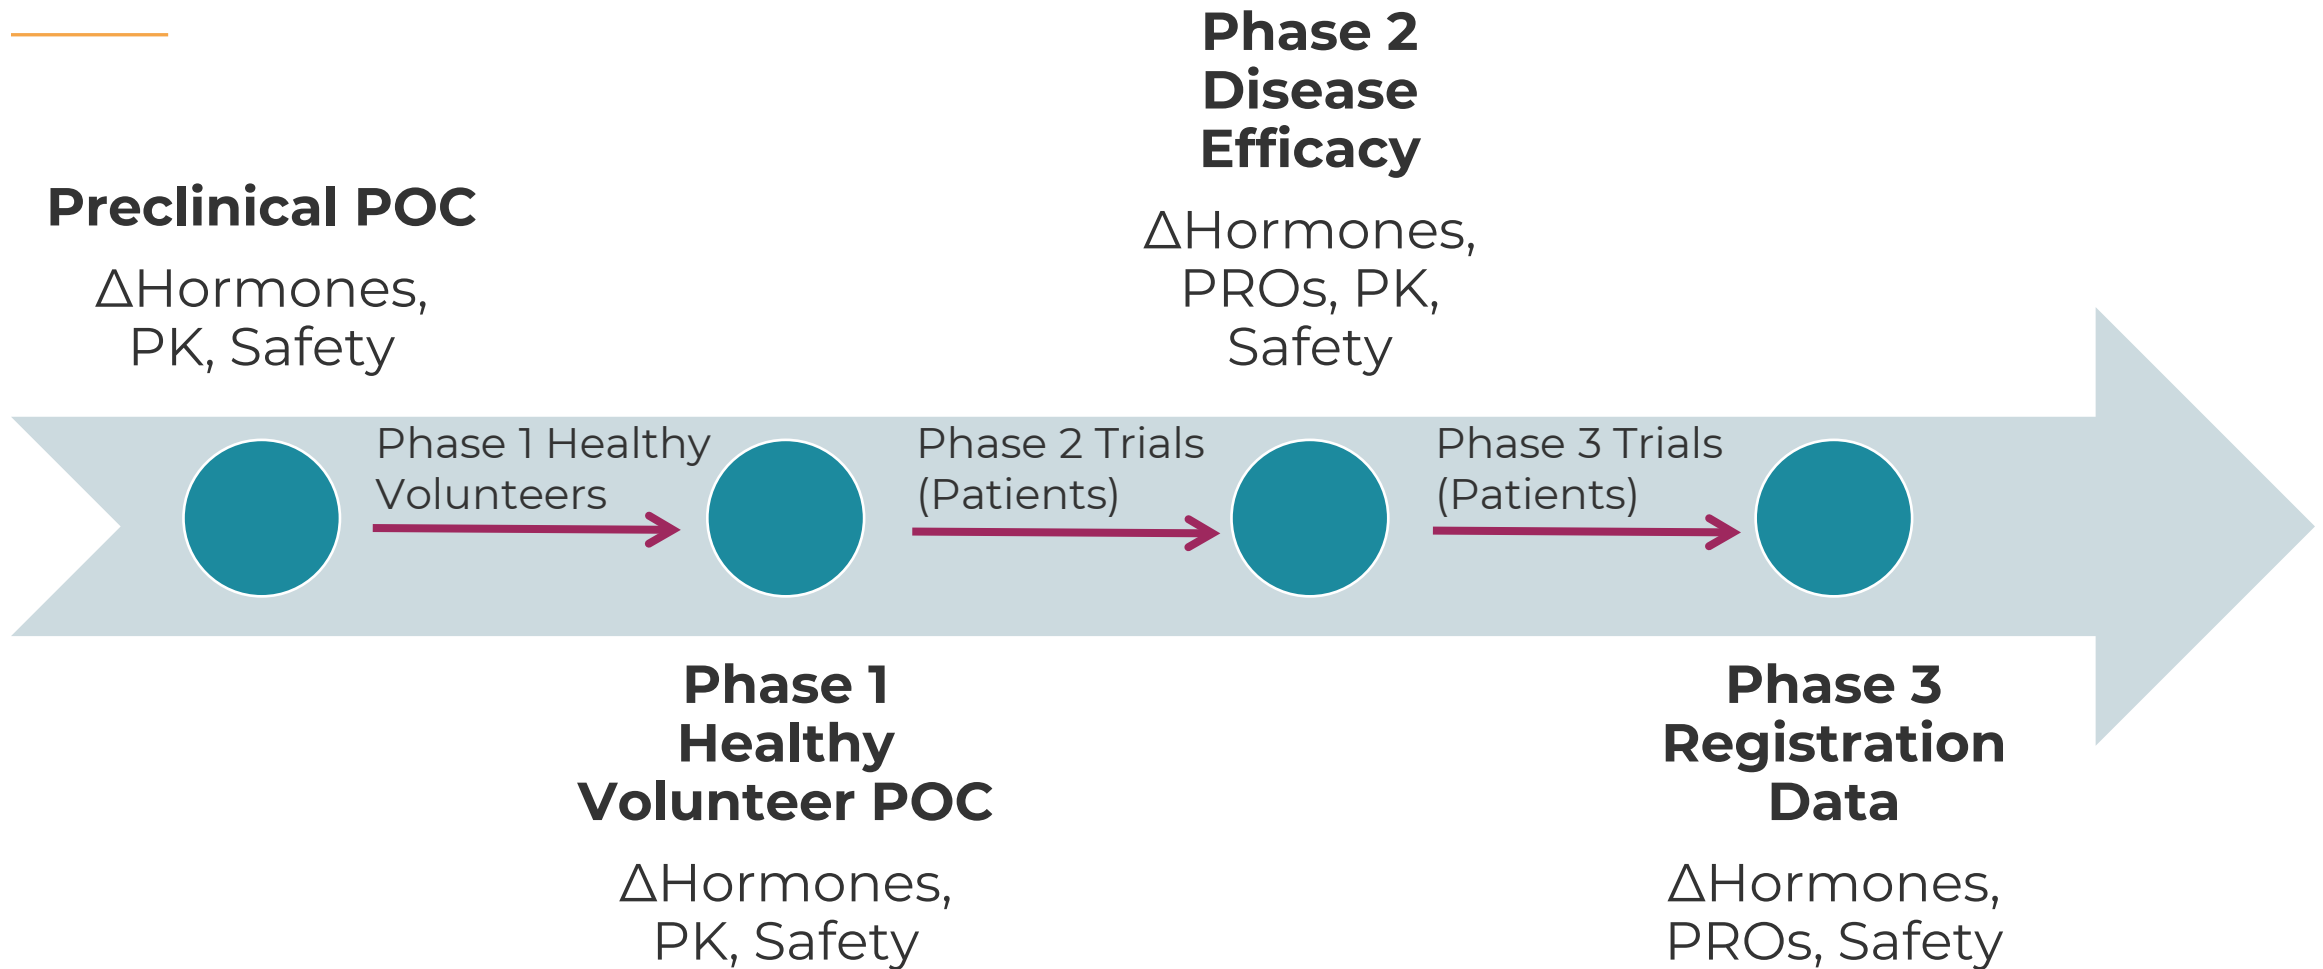 Preclinical POC
ΔHormones,
PK, Safety
Phase 1 Healthy
Volunteers
Phase 1
Healthy
Volunteer POC
ΔHormones,
PK, Safety
Phase 2 Trials
(Patients)
Phase 2
Disease
Efficacy
ΔHormones,
PROs, PK,
Safety
Phase 3 Trials
(Patients)
Phase 3
Registration
Data
ΔHormones,
PROs, Safety